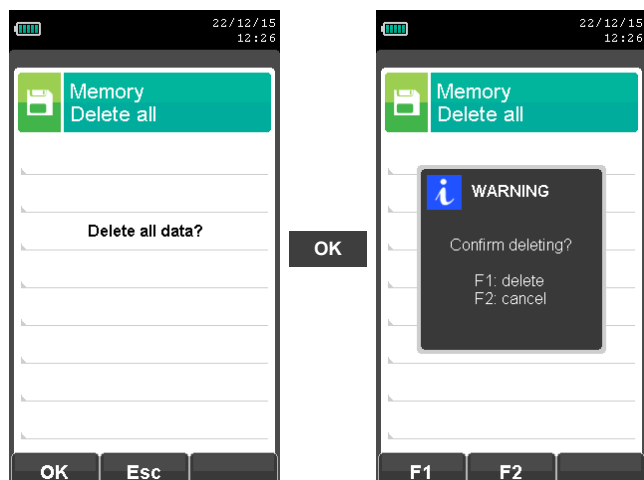 22/12/15
12:26
Memory
Delete all
Delete all data?
OK
Esc
OK
22/12/15
12:26
Memory
Delete all
WARNING
Confirm deleting?
F1: delete
F2: cancel
F1
F2